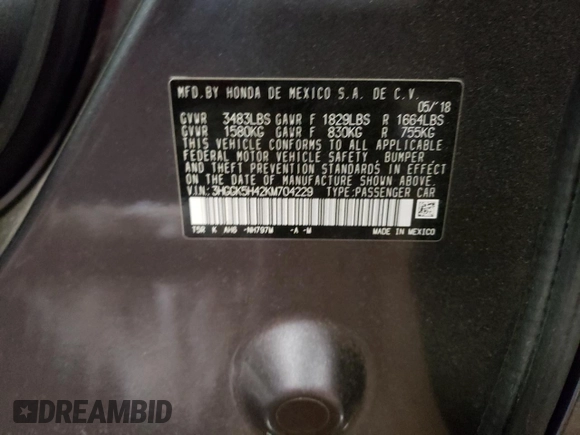 MFD.BY HONDA DE MEXICO S.A. DE C.V.
05/'18
GVWR 3483LBS GAWR F 1829LBS R 1664LBS
GVWR 1580KG GAWR F 830KG R 755KG
THIS VEHICLE CONFORMS TO ALL APPLICABLE
FEDERAL MOTOR VEHICLE SAFETY, BUMPER
AND THEFT PREVENTION STANDARDS IN EFFECT
ON THE DATE OF MANUFACTURE SHOWN ABOVE.
V.I.N: 3HGGK5H42KM704229 TYPE:PASSENGER CAR
T5R K AH6 -NH797M -A -M MADE IN MEXICO
DREAMBID